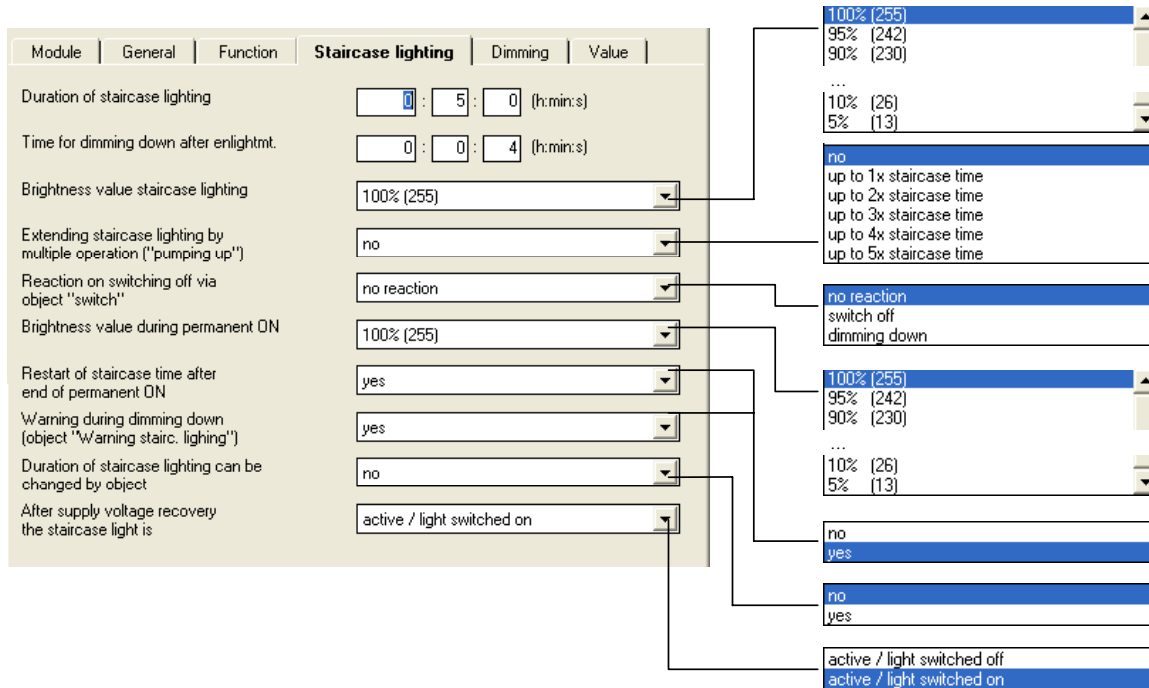 Module General Function Staircase lighting Dimming Value
Duration of staircase lighting 0 : 5 : 0 (h:min:s)
Time for dimming down after enlightmt. 0 : 0 : 4 (h:min:s)
Brightness value staircase lighting 100% (255)
Extending staircase lighting by
multiple operation ("pumping up") no
Reaction on switching off via
object "switch" no reaction
Brightness value during permanent ON 100% (255)
Restart of staircase time after
end of permanent ON yes
Warning during dimming down
(object "Warning stairc. lighing") yes
Duration of staircase lighting can be
changed by object no
After supply voltage recovery
the staircase light is active / light switched on
100% (255)
95% (242)
90% (230)
...
10% (26)
5% (13)
no
up to 1x staircase time
up to 2x staircase time
up to 3x staircase time
up to 4x staircase time
up to 5x staircase time
no reaction
switch off
dimming down
100% (255)
95% (242)
90% (230)
...
10% (26)
5% (13)
no
yes
no
yes
active / light switched off
active / light switched on